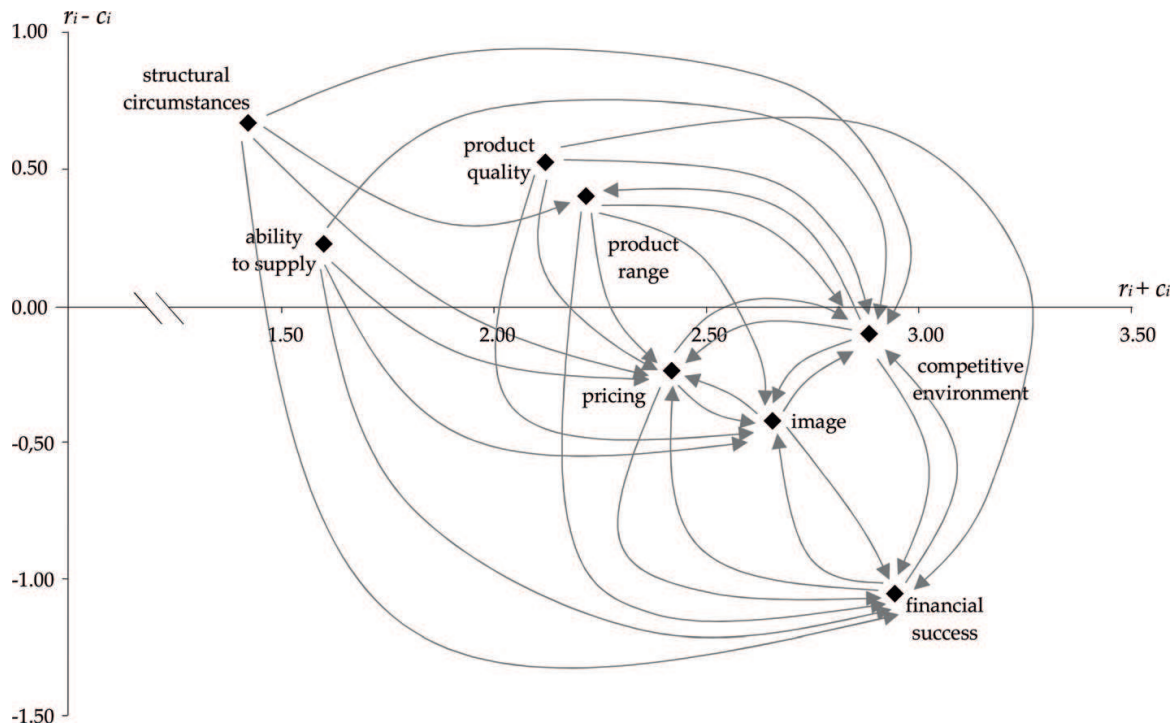 rᵢ - cᵢ
1.00
structural
circumstances
product
quality
0.50
ability
to supply
product
range
0.00
rᵢ + cᵢ
1.50
2.00
2.50
3.00
3.50
competitive
environment
pricing
image
-0,50
-1.00
financial
success
-1.50